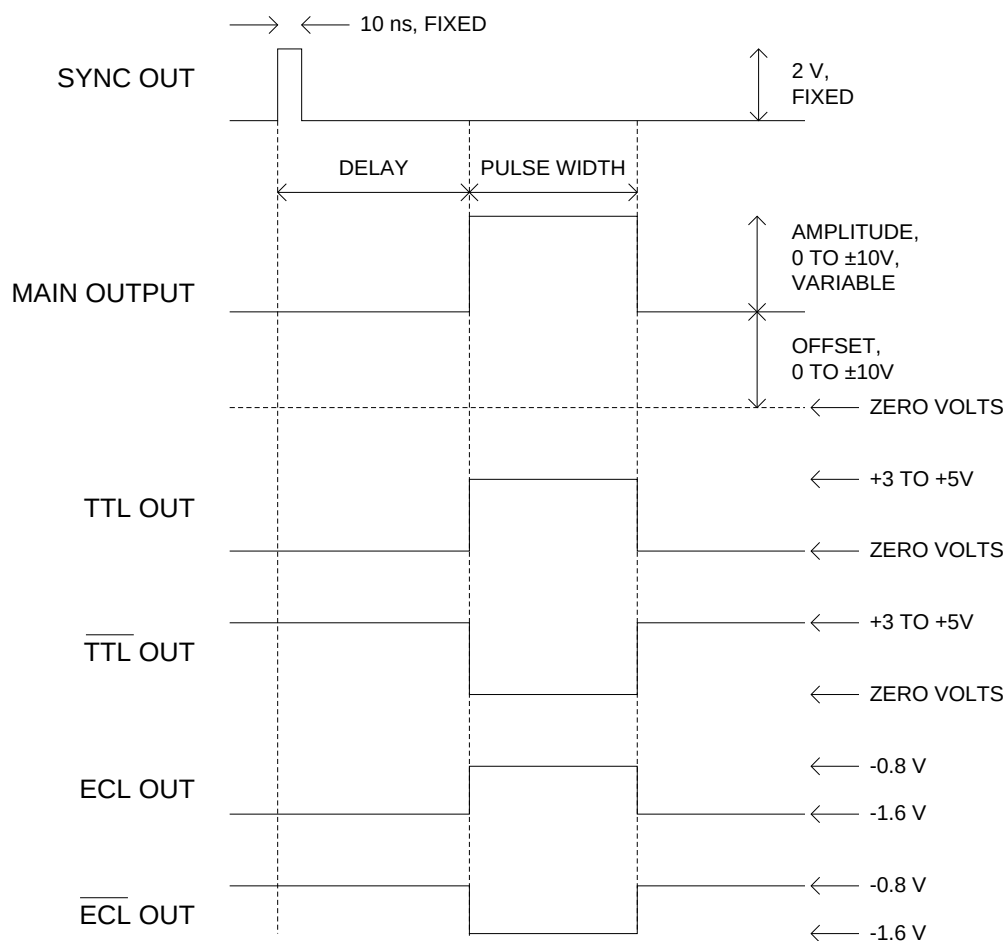 10 ns, FIXED
SYNC OUT
2 V,
FIXED
DELAY
PULSE WIDTH
AMPLITUDE,
0 TO ±10V,
VARIABLE
MAIN OUTPUT
OFFSET,
0 TO ±10V
ZERO VOLTS
+3 TO +5V
TTL OUT
ZERO VOLTS
+3 TO +5V
TTL OUT
ZERO VOLTS
-0.8 V
ECL OUT
-1.6 V
-0.8 V
ECL OUT
-1.6 V